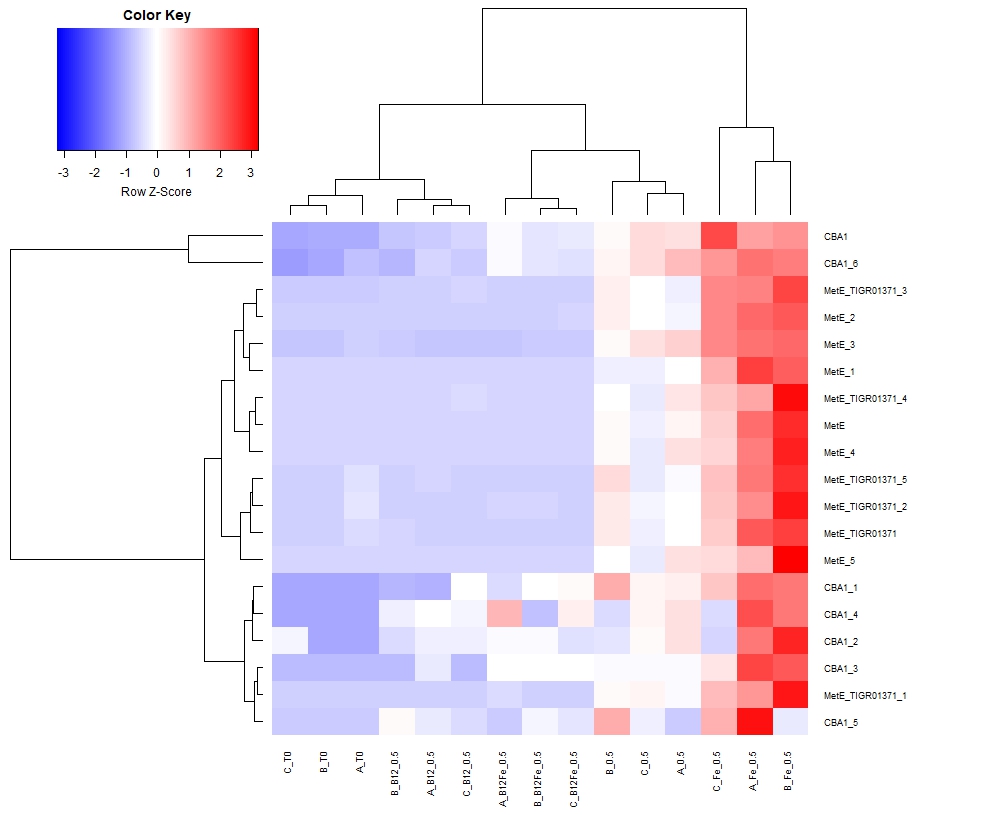 Color Key
-3 -2 -1 0 1 2 3
Row Z-Score
CBA1
CBA1_6
MetE_TIGR01371_3
MetE_2
MetE_3
MetE_1
MetE_TIGR01371_4
MetE
MetE_4
MetE_TIGR01371_5
MetE_TIGR01371_2
MetE_TIGR01371
MetE_5
CBA1_1
CBA1_4
CBA1_2
CBA1_3
MetE_TIGR01371_1
CBA1_5
C_T0
B_T0
A_T0
B_B12_0.5
A_B12_0.5
C_B12_0.5
A_B12Fe_0.5
B_B12Fe_0.5
C_B12Fe_0.5
B_0.5
C_0.5
A_0.5
C_Fe_0.5
A_Fe_0.5
B_Fe_0.5